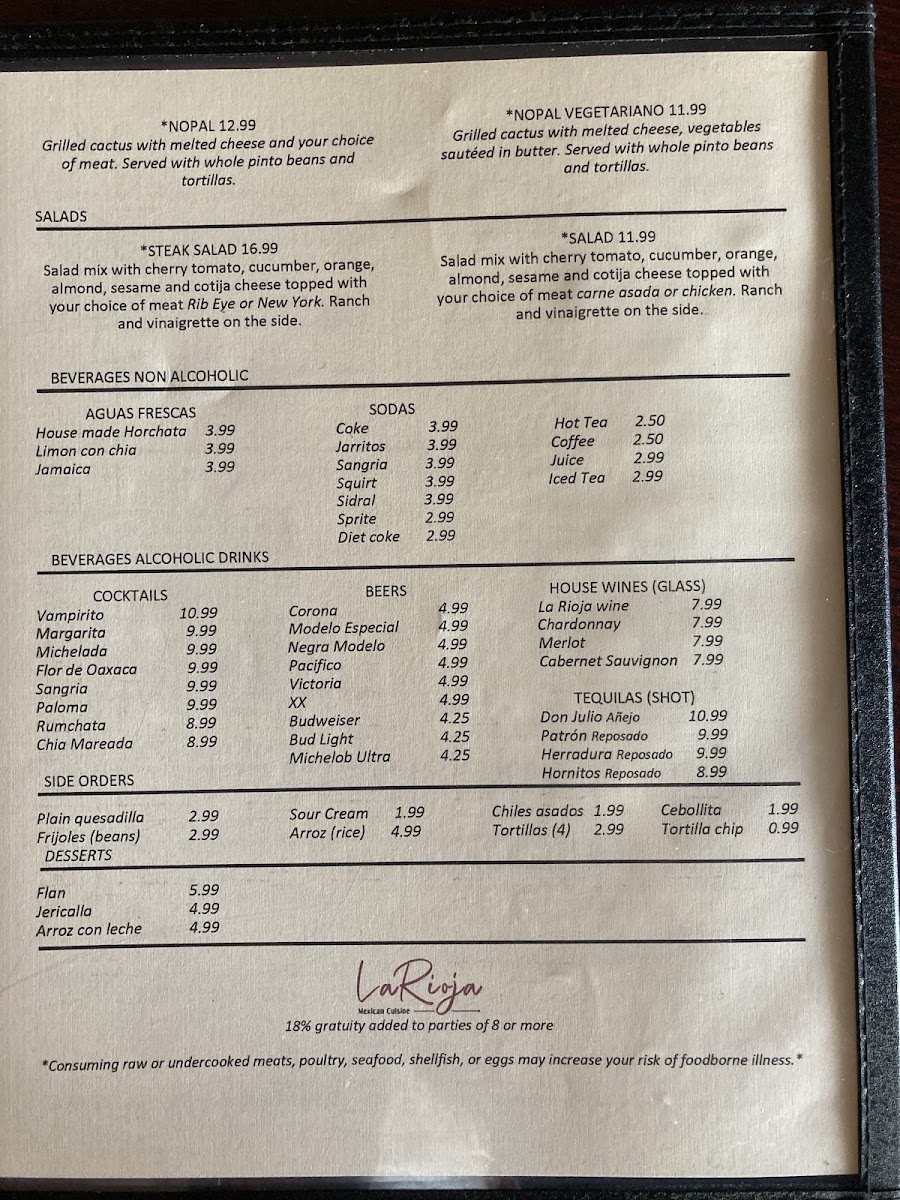 *NOPAL 12.99
Grilled cactus with melted cheese and your choice
of meat. Served with whole pinto beans and
tortillas.
*NOPAL VEGETARIANO 11.99
Grilled cactus with melted cheese, vegetables
sautéed in butter. Served with whole pinto beans
and tortillas.
SALADS
*STEAK SALAD 16.99
Salad mix with cherry tomato, cucumber, orange,
almond, sesame and cotija cheese topped with
your choice of meat Rib Eye or New York. Ranch
and vinaigrette on the side.
*SALAD 11.99
Salad mix with cherry tomato, cucumber, orange,
almond, sesame and cotija cheese topped with
your choice of meat carne asada or chicken. Ranch
and vinaigrette on the side.
BEVERAGES NON ALCOHOLIC
AGUAS FRESCAS
House made Horchata 3.99
Limon con chia 3.99
Jamaica 3.99
SODAS
Coke 3.99
Jarritos 3.99
Sangria 3.99
Squirt 3.99
Sidral 3.99
Sprite 2.99
Diet coke 2.99
Hot Tea 2.50
Coffee 2.50
Juice 2.99
Iced Tea 2.99
BEVERAGES ALCOHOLIC DRINKS
COCKTAILS
Vampirito 10.99
Margarita 9.99
Michelada 9.99
Flor de Oaxaca 9.99
Sangria 9.99
Paloma 9.99
Rumchata 8.99
Chia Mareada 8.99
BEERS
Corona 4.99
Modelo Especial 4.99
Negra Modelo 4.99
Pacifico 4.99
Victoria 4.99
XX 4.99
Budweiser 4.25
Bud Light 4.25
Michelob Ultra 4.25
HOUSE WINES (GLASS)
La Rioja wine 7.99
Chardonnay 7.99
Merlot 7.99
Cabernet Sauvignon 7.99
TEQUILAS (SHOT)
Don Julio Añejo 10.99
Patrón Reposado 9.99
Herradura Reposado 9.99
Hornitos Reposado 8.99
SIDE ORDERS
Plain quesadilla 2.99
Frijoles (beans) 2.99
Sour Cream 1.99
Arroz (rice) 4.99
Chiles asados 1.99
Tortillas (4) 2.99
Cebollita 1.99
Tortilla chip 0.99
DESSERTS
Flan 5.99
Jericalla 4.99
Arroz con leche 4.99
LaRioja
Mexican Cuisine
18% gratuity added to parties of 8 or more
*Consuming raw or undercooked meats, poultry, seafood, shellfish, or eggs may increase your risk of foodborne illness.*